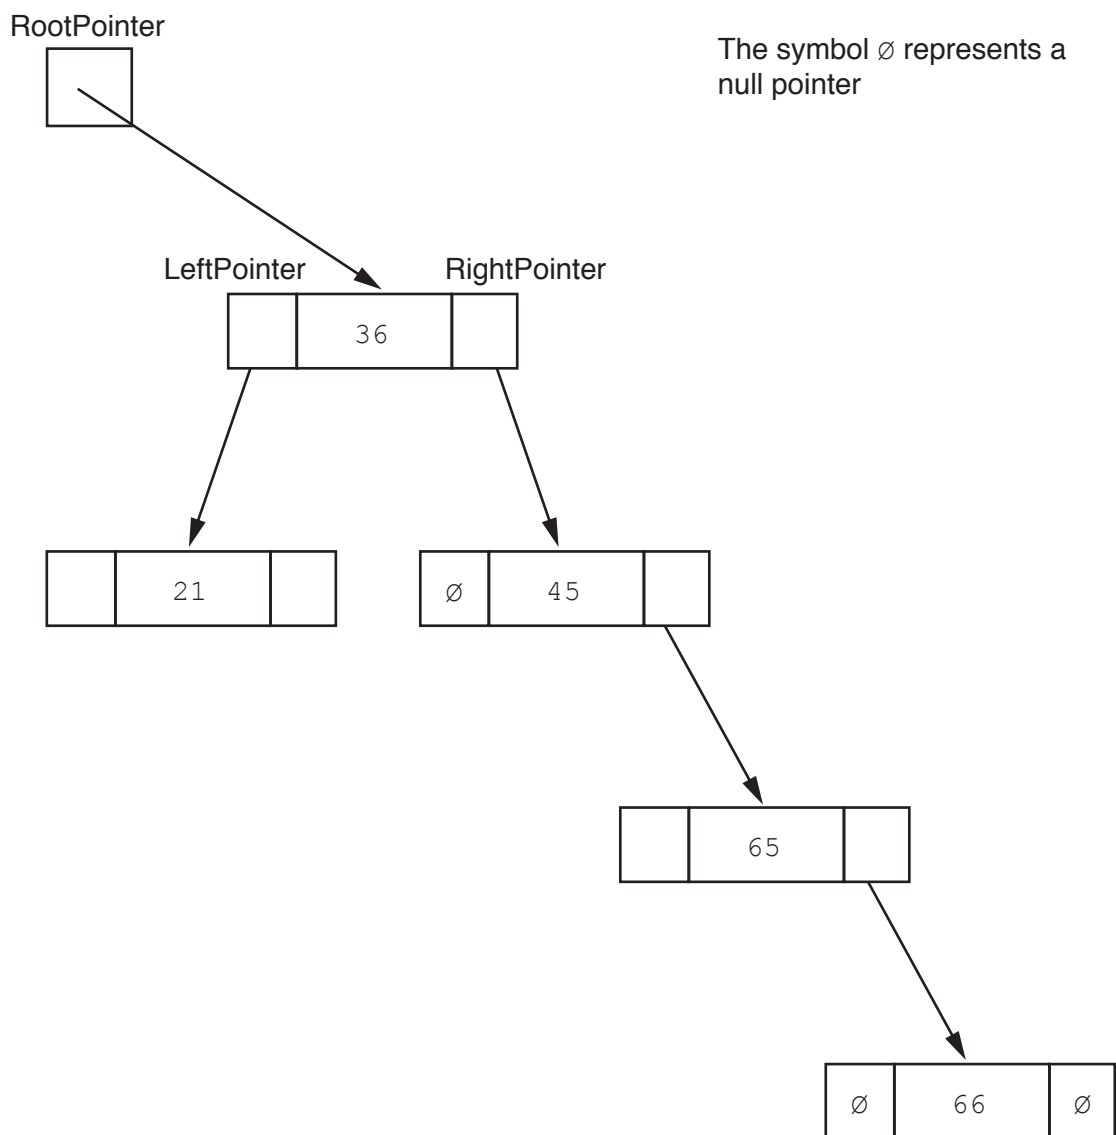 RootPointer
The symbol ∅ represents a
null pointer
LeftPointer RightPointer
36
21
∅ 45
65
∅ 66 ∅